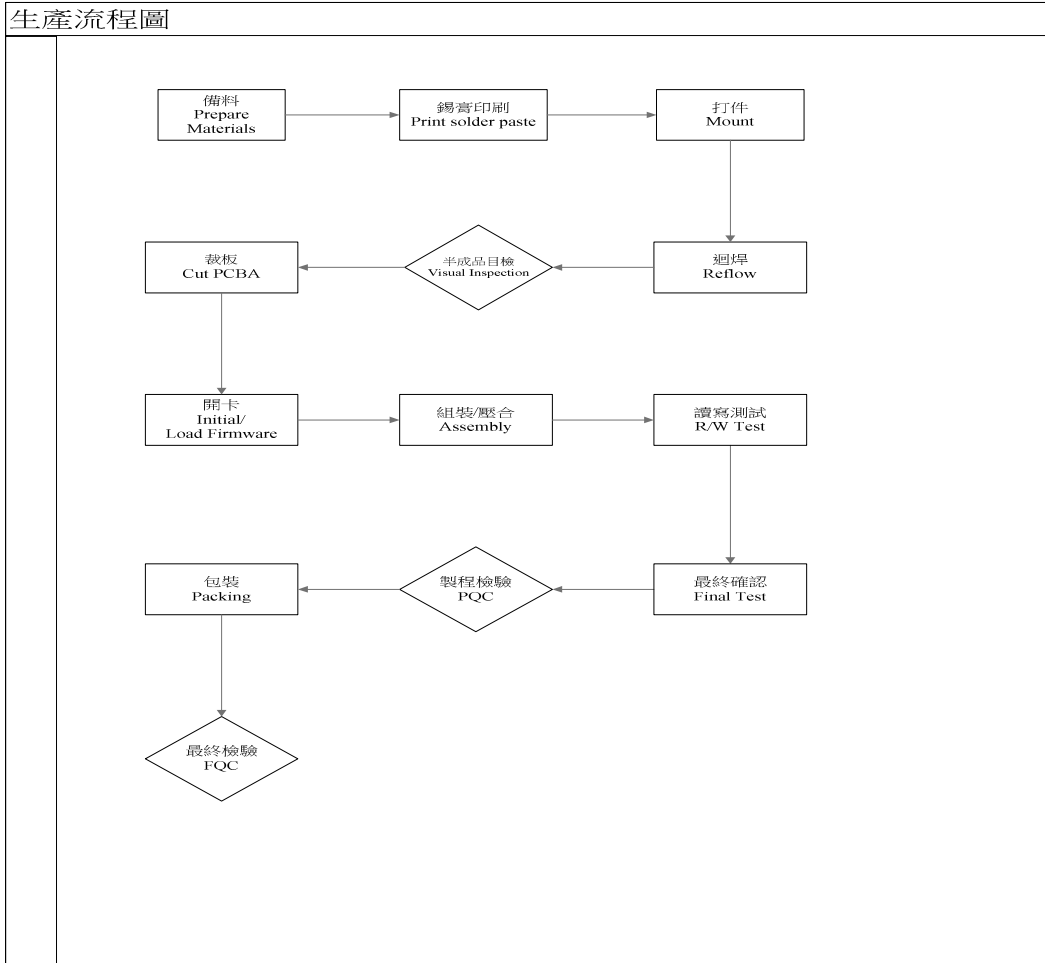 生產流程圖
備料
Prepare
Materials
錫膏印刷
Print solder paste
打件
Mount
裁板
Cut PCBA
半成品目檢
Visual Inspection
迴焊
Reflow
開卡
Initial/
Load Firmware
組裝/壓合
Assembly
讀寫測試
R/W Test
包裝
Packing
製程檢驗
PQC
最終確認
Final Test
最終檢驗
FQC